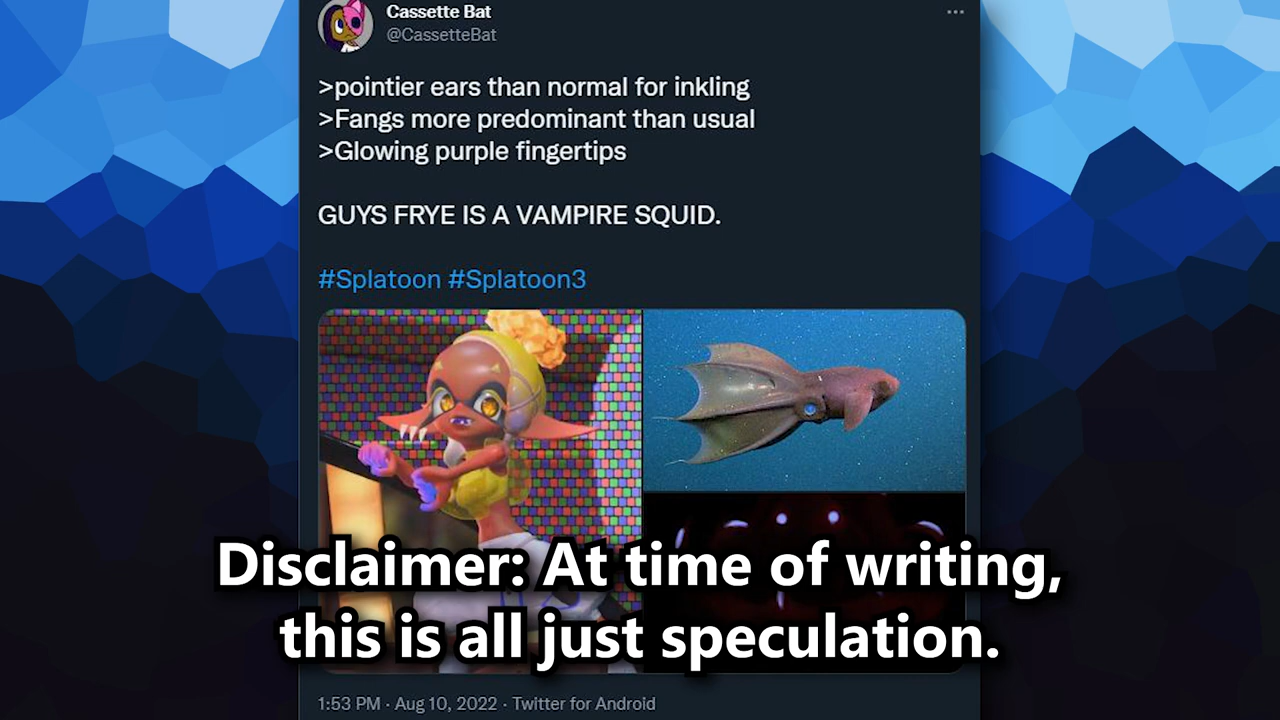 Cassette Bat
@CassetteBat
>pointier ears than normal for inkling
>Fangs more predominant than usual
>Glowing purple fingertips
GUYS FRYE IS A VAMPIRE SQUID.
#Splatoon #Splatoon3
Disclaimer: At time of writing,
this is all just speculation.
1:53 PM · Aug 10, 2022 · Twitter for Android